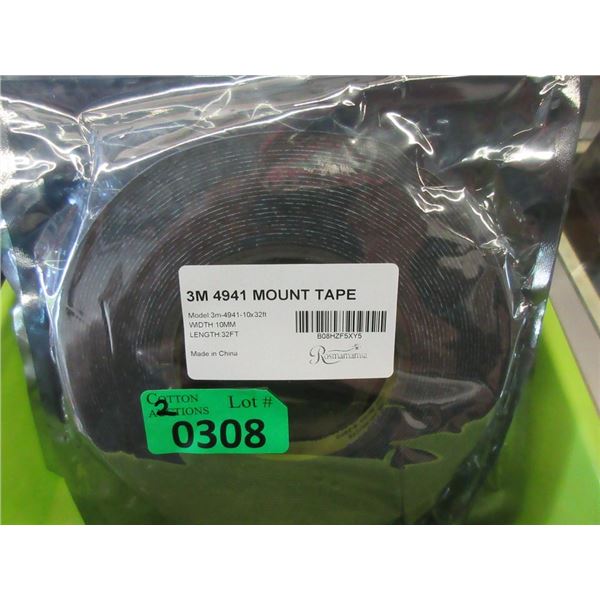 3M 4941 MOUNT TAPE
Model:3m-4941-10x32ft
WIDTH:10MM
LENGTH:32FT
B08HZF5XY5
Made in China
Rosmamamia
COTTON
AUCTIONS Lot #
2
0308